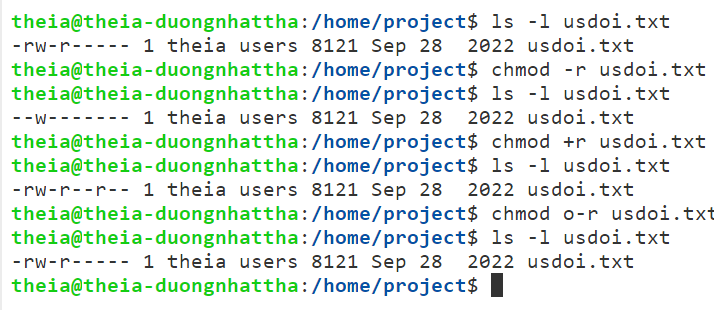 theia@theia-duongnhattha:/home/project$ ls -l usdoi.txt
-rw-r----- 1 theia users 8121 Sep 28  2022 usdoi.txt
theia@theia-duongnhattha:/home/project$ chmod -r usdoi.txt
theia@theia-duongnhattha:/home/project$ ls -l usdoi.txt
--w------- 1 theia users 8121 Sep 28  2022 usdoi.txt
theia@theia-duongnhattha:/home/project$ chmod +r usdoi.txt
theia@theia-duongnhattha:/home/project$ ls -l usdoi.txt
-rw-r--r-- 1 theia users 8121 Sep 28  2022 usdoi.txt
theia@theia-duongnhattha:/home/project$ chmod o-r usdoi.txt
theia@theia-duongnhattha:/home/project$ ls -l usdoi.txt
-rw-r----- 1 theia users 8121 Sep 28  2022 usdoi.txt
theia@theia-duongnhattha:/home/project$